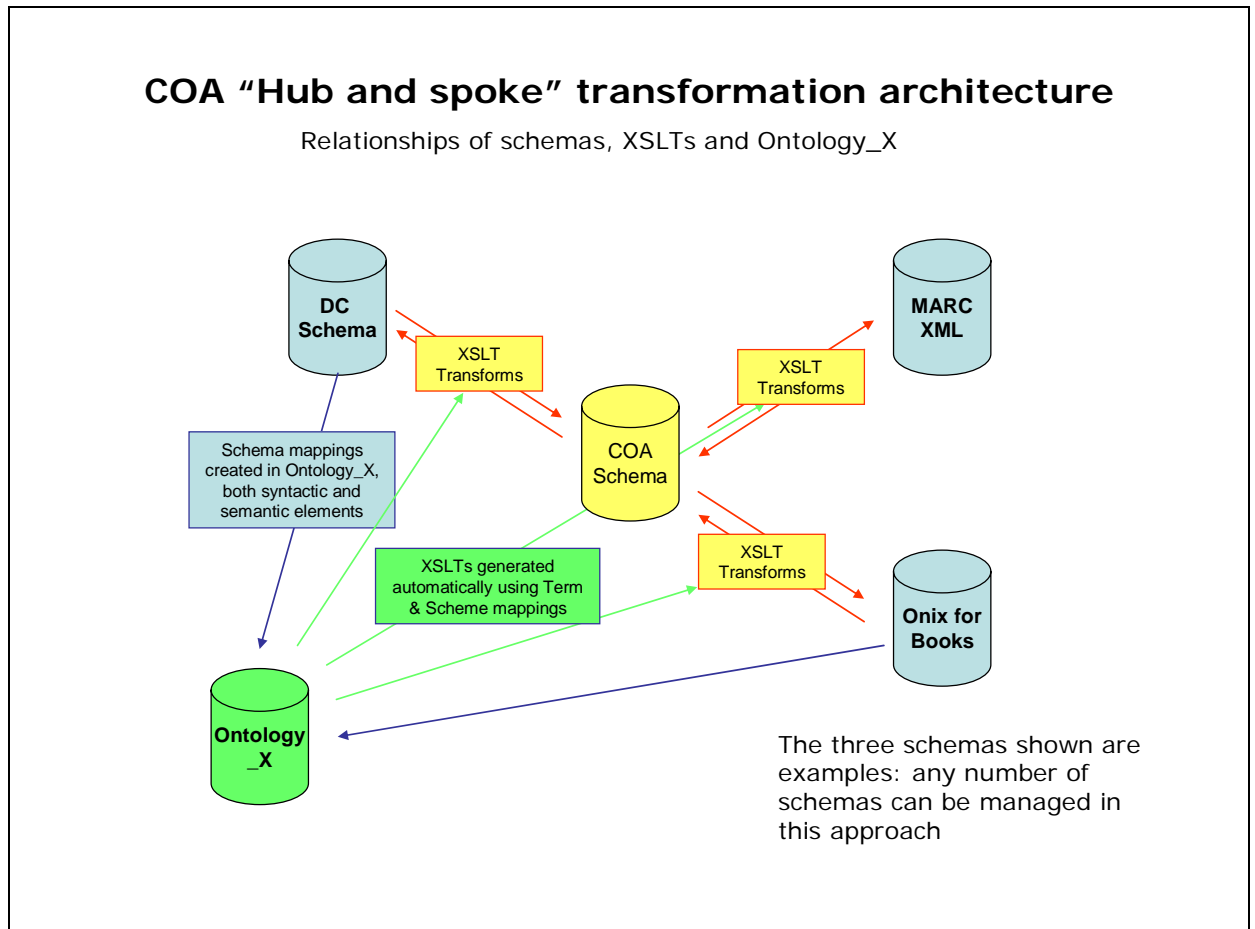 COA “Hub and spoke” transformation architecture
Relationships of schemas, XSLTs and Ontology_X
DC
Schema
MARC
XML
XSLT
Transforms
XSLT
Transforms
COA
Schema
Schema mappings
created in Ontology_X,
both syntactic and
semantic elements
XSLTs generated
automatically using Term
& Scheme mappings
XSLT
Transforms
Onix for
Books
Ontology
_X
The three schemas shown are
examples: any number of
schemas can be managed in
this approach